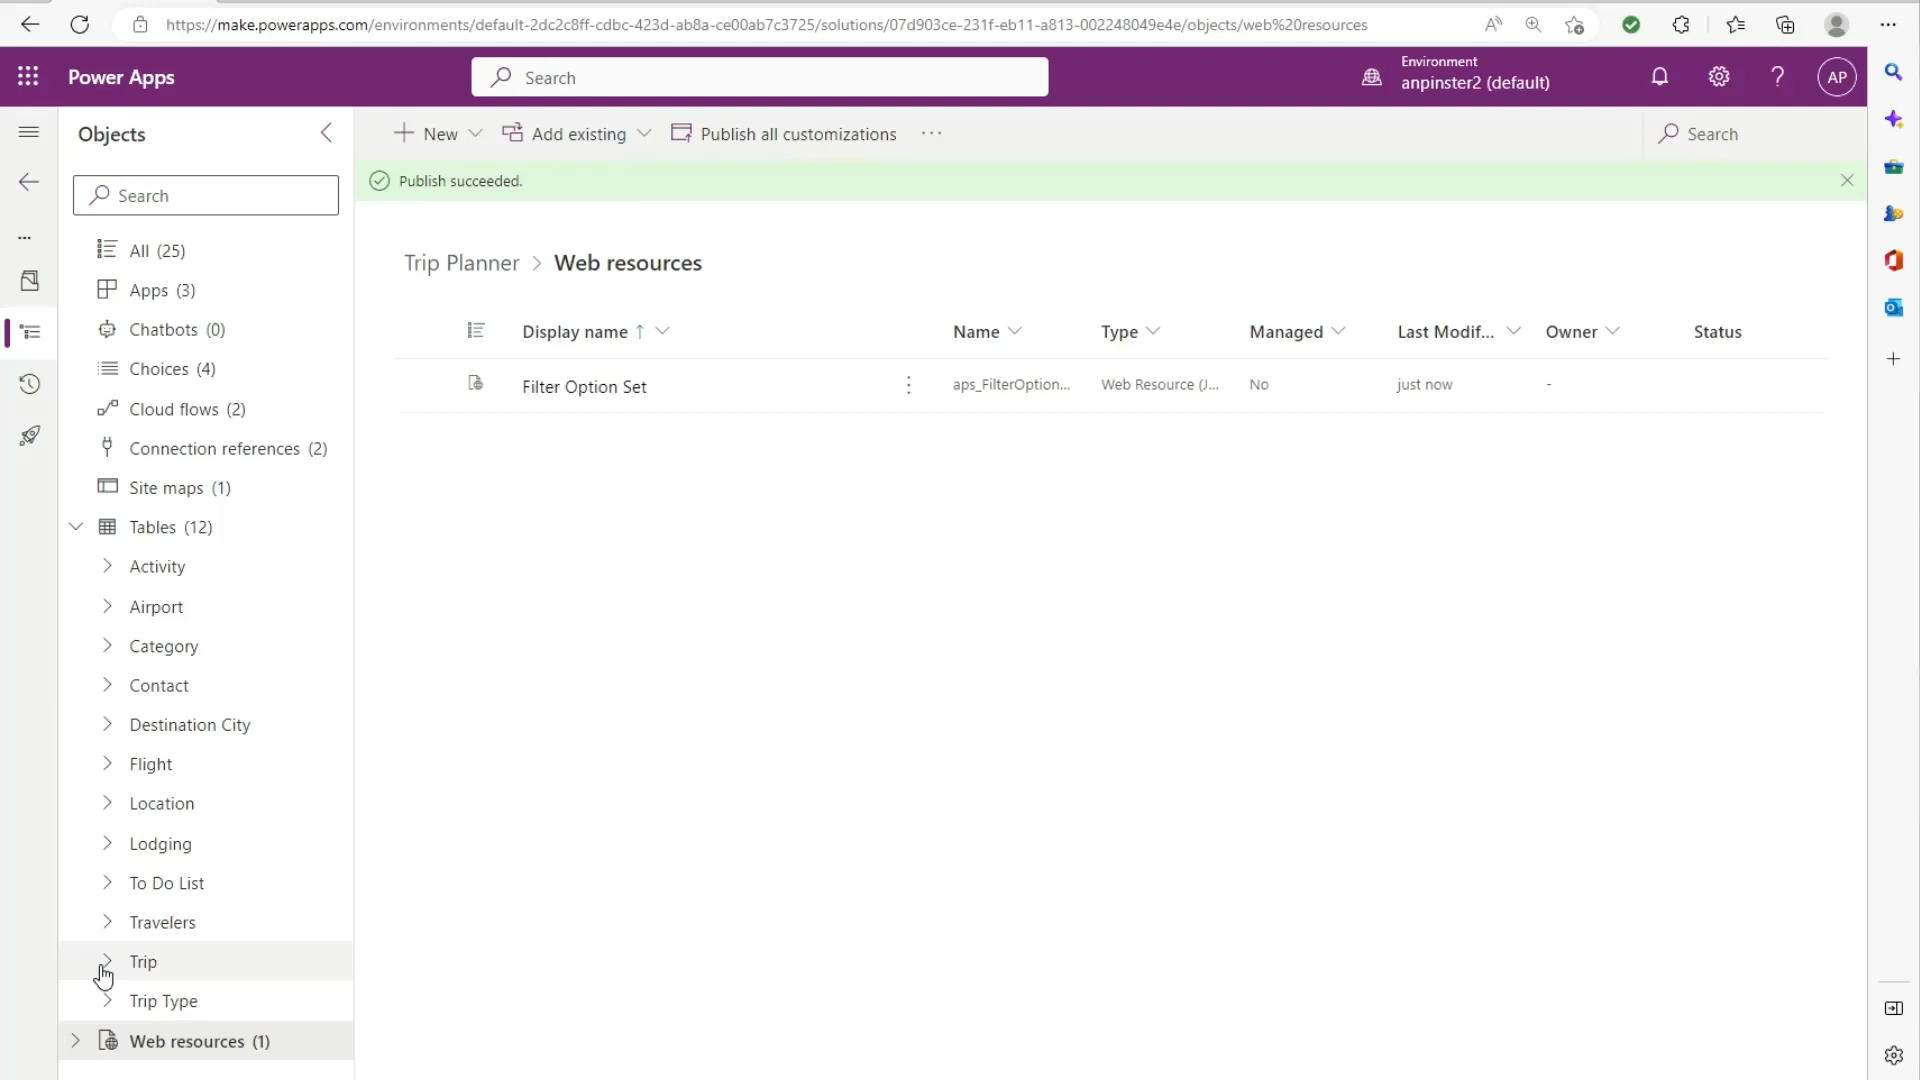 https://make.powerapps.com/environments/default-2dc2c8ff-cdbc-423d-ab8a-ce00ab7c3725/solutions/07d903ce-231f-eb11-a813-002248049e4e/objects/web%20resources
Power Apps
Search
Environment
anpinster2 (default)
AP
Objects
New
Add existing
Publish all customizations
Search
Search
Publish succeeded.
All (25)
Apps (3)
Chatbots (0)
Choices (4)
Cloud flows (2)
Connection references (2)
Site maps (1)
Tables (12)
Activity
Airport
Category
Contact
Destination City
Flight
Location
Lodging
To Do List
Travelers
Trip
Trip Type
Web resources (1)
Trip Planner > Web resources
Display name ↑ Name Type Managed Last Modif... Owner Status
Filter Option Set aps_FilterOption... Web Resource (J... No just now -